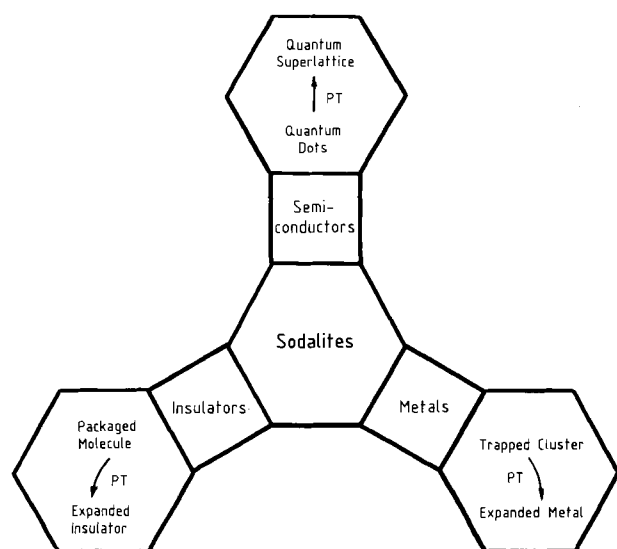 Quantum
Superlattice
PT
Quantum
Dots
Semi-
conductors
Sodalites
Insulators
Metals
Packaged
Molecule
PT
Expanded
Insulator
Trapped Cluster
PT
Expanded Metal